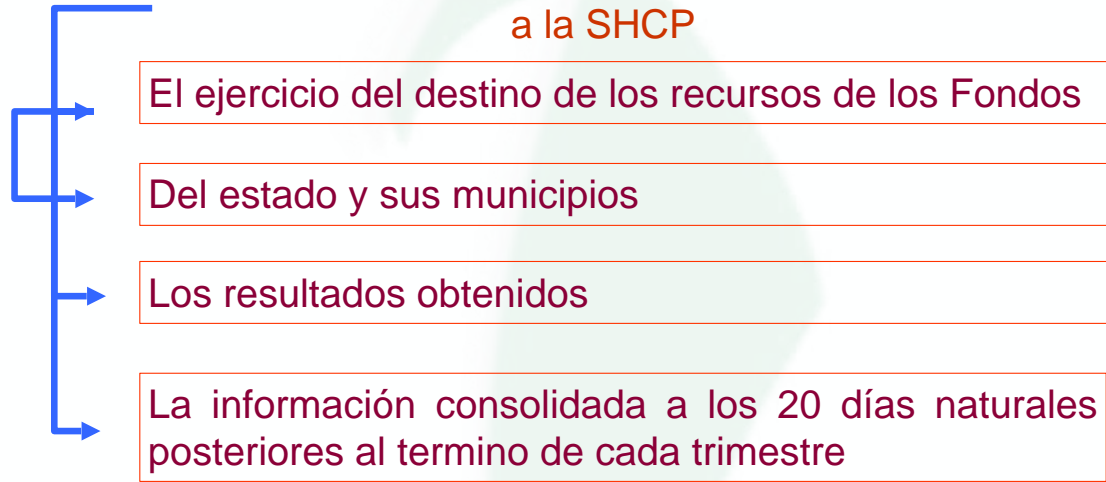 a la SHCP
El ejercicio del destino de los recursos de los Fondos
Del estado y sus municipios
Los resultados obtenidos
La información consolidada a los 20 días naturales
posteriores al termino de cada trimestre